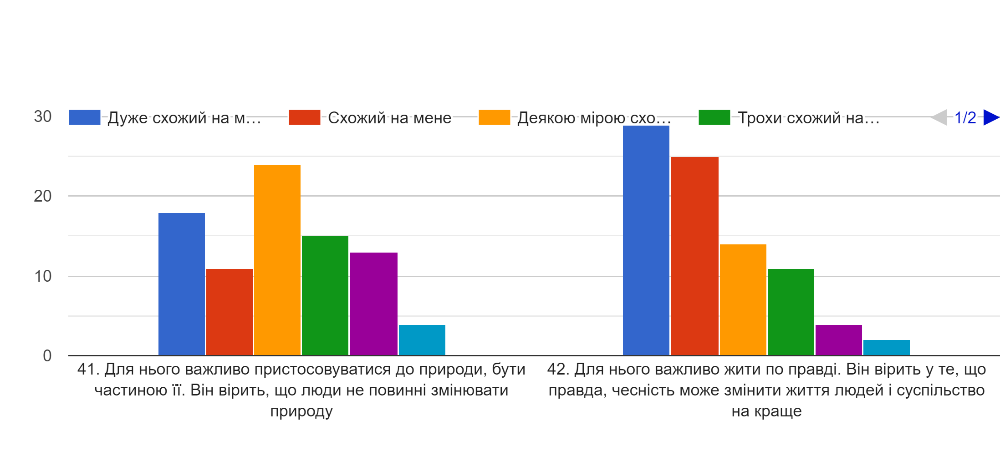 30
Дуже схожий на м…
Схожий на мене
Деякою мірою схо…
Трохи схожий на…
1/2
20
10
0
41. Для нього важливо пристосовуватися до природи, бути
частиною її. Він вірить, що люди не повинні змінювати
природу
42. Для нього важливо жити по правді. Він вірить у те, що
правда, чесність може змінити життя людей і суспільство
на краще